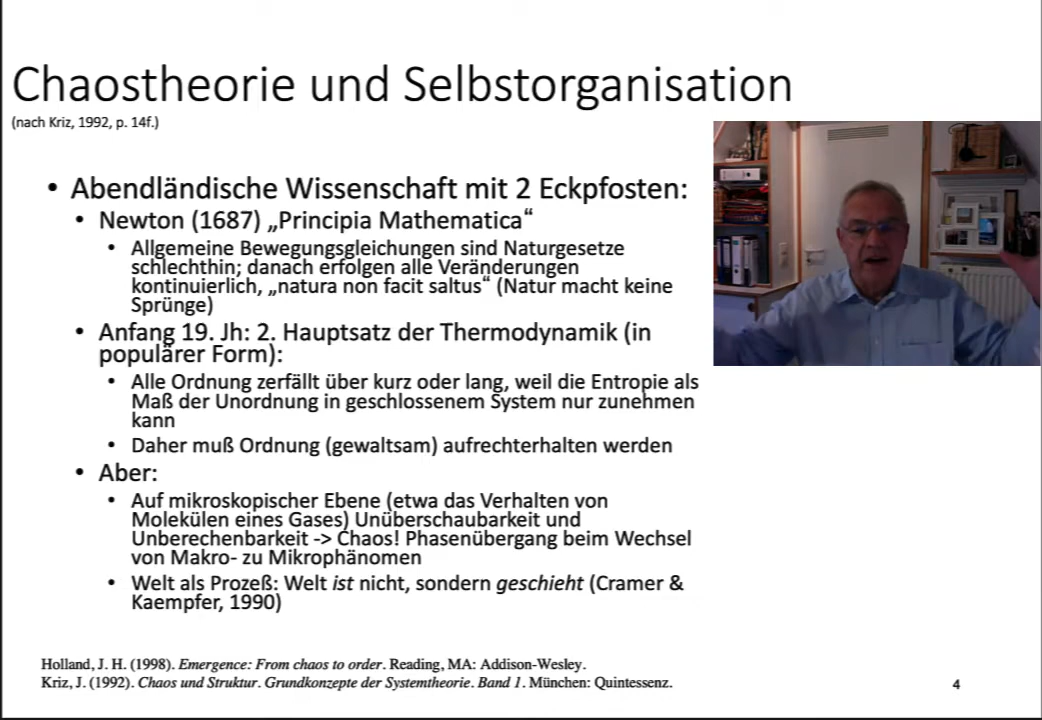 Chaostheorie und Selbstorganisation
(nach Kriz, 1992, p. 14f.)
• Abendländische Wissenschaft mit 2 Eckpfosten:
• Newton (1687) „Principia Mathematica“
• Allgemeine Bewegungsgleichungen sind Naturgesetze
schlechthin; danach erfolgen alle Veränderungen
kontinuierlich, „natura non facit saltus“ (Natur macht keine
Sprünge)
• Anfang 19. Jh: 2. Hauptsatz der Thermodynamik (in
populärer Form):
• Alle Ordnung zerfällt über kurz oder lang, weil die Entropie als
Maß der Unordnung in geschlossenem System nur zunehmen
kann
• Daher muß Ordnung (gewaltsam) aufrechterhalten werden
• Aber:
• Auf mikroskopischer Ebene (etwa das Verhalten von
Molekülen eines Gases) Unüberschaubarkeit und
Unberechenbarkeit -> Chaos! Phasenübergang beim Wechsel
von Makro- zu Mikrophänomen
• Welt als Prozeß: Welt ist nicht, sondern geschieht (Cramer &
Kaempfer, 1990)
Holland, J. H. (1998). Emergence: From chaos to order. Reading, MA: Addison-Wesley.
Kriz, J. (1992). Chaos und Struktur. Grundkonzepte der Systemtheorie. Band 1. München: Quintessenz.
4